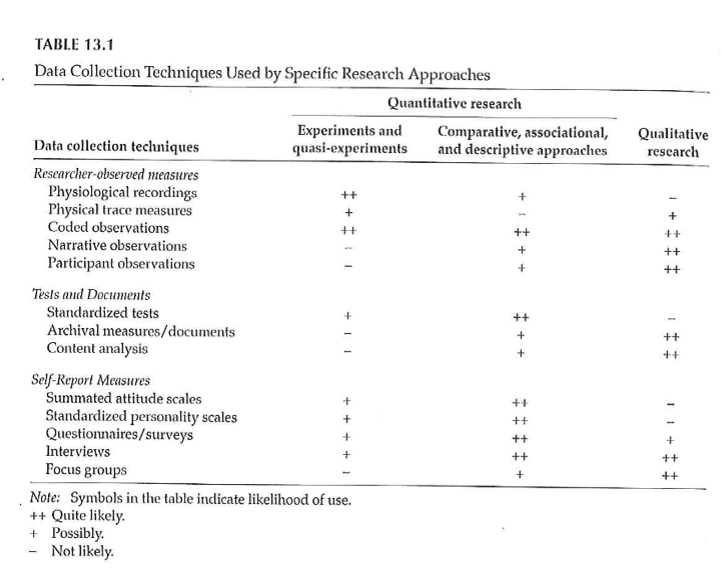 TABLE 13.1
Data Collection Techniques Used by Specific Research Approaches
Quantitative research
Data collection techniques Experiments and quasi-experiments Comparative, associational, and descriptive approaches Qualitative research
Researcher-observed measures
Physiological recordings ++ + –
Physical trace measures + – +
Coded observations ++ ++ ++
Narrative observations – + ++
Participant observations – + ++
Tests and Documents
Standardized tests + ++ –
Archival measures/documents – + ++
Content analysis – + ++
Self-Report Measures
Summated attitude scales + ++ –
Standardized personality scales + ++ –
Questionnaires/surveys + ++ +
Interviews + ++ ++
Focus groups – + ++
Note: Symbols in the table indicate likelihood of use.
++ Quite likely.
+ Possibly.
– Not likely.